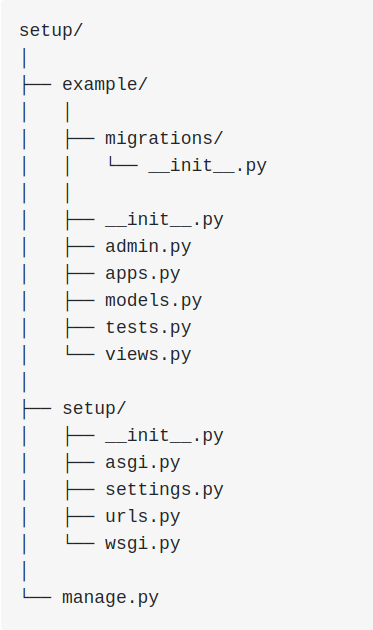 setup/
│
├── example/
│   │
│   ├── migrations/
│   │   └── __init__.py
│   │
│   ├── __init__.py
│   ├── admin.py
│   ├── apps.py
│   ├── models.py
│   ├── tests.py
│   └── views.py
│
├── setup/
│   ├── __init__.py
│   ├── asgi.py
│   ├── settings.py
│   ├── urls.py
│   └── wsgi.py
│
└── manage.py